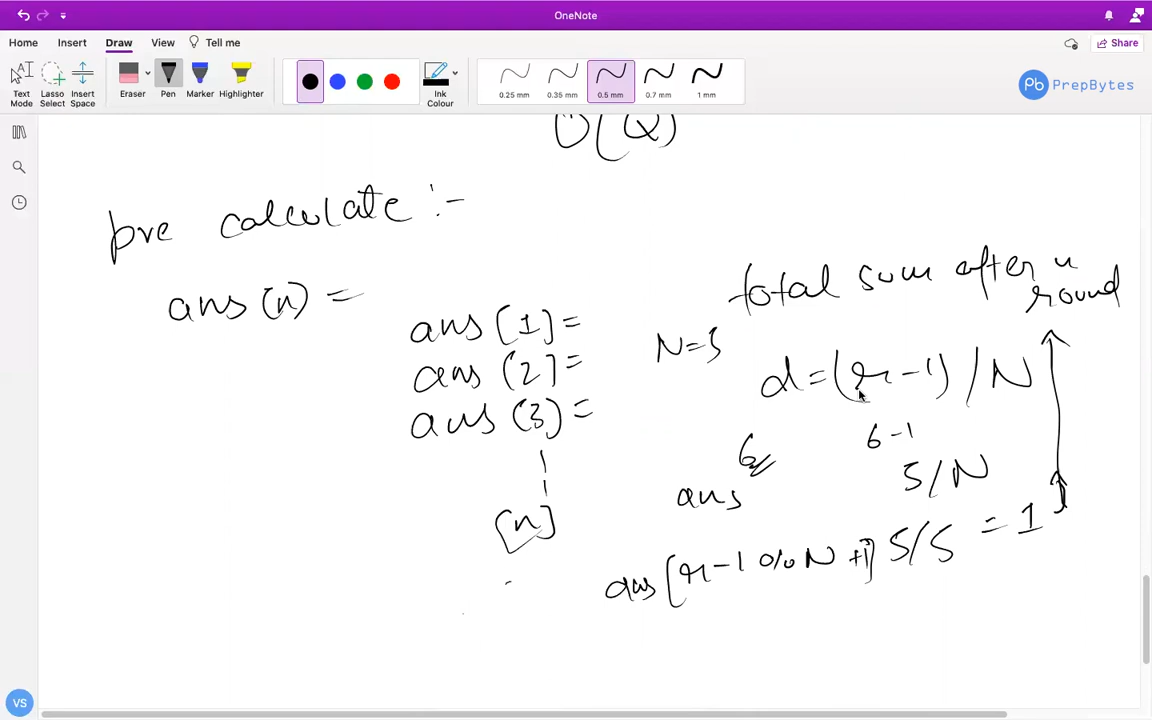 OneNote
Home Insert Draw View Tell me
Share
Text Mode
Lasso Select
Insert Space
Eraser
Pen
Marker
Highlighter
Ink Colour
0.25 mm
0.35 mm
0.5 mm
0.7 mm
1 mm
Pb PrepBytes
O(Q)
pre calculate :-
ans(n) =
total sum after n round
ans[1]=
ans[2]=
ans(3)=
[n]
N=5
d=(r-1)/N
6
6-1
ans
5/N
5/5 = 1
ans[r-1%N+1]
VS